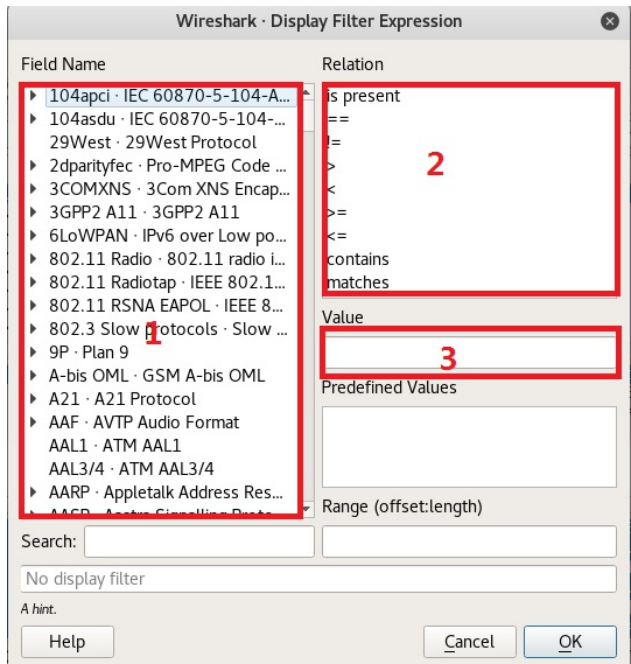 Wireshark · Display Filter Expression
Field Name
104apci · IEC 60870-5-104-A...
104asdu · IEC 60870-5-104-...
29West · 29West Protocol
2dparityfec · Pro-MPEG Code ...
3COMXNS · 3Com XNS Encap...
3GPP2 A11 · 3GPP2 A11
6LoWPAN · IPv6 over Low po...
802.11 Radio · 802.11 radio i...
802.11 Radiotap · IEEE 802.1...
802.11 RSNA EAPOL · IEEE 8...
802.3 Slow protocols · Slow ...
1
9P · Plan 9
A-bis OML · GSM A-bis OML
A21 · A21 Protocol
AAF · AVTP Audio Format
AAL1 · ATM AAL1
AAL3/4 · ATM AAL3/4
AARP · Appletalk Address Res...
AASP · Aastra Signalling Proto...
Search:
Relation
is present
==
!=
>
2
<
>=
<=
contains
matches
Value
3
Predefined Values
Range (offset:length)
No display filter
A hint.
Help
Cancel
OK